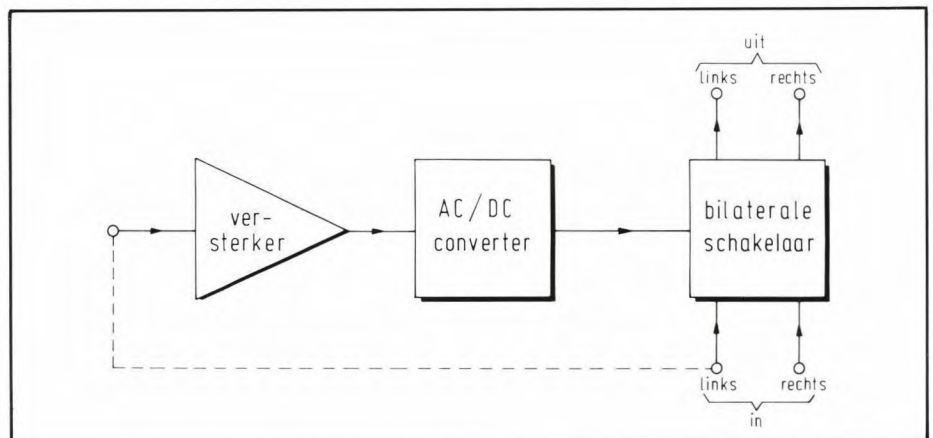 uit
links rechts
ver-
sterker
AC/DC
converter
bilaterale
schakelaar
links rechts
in